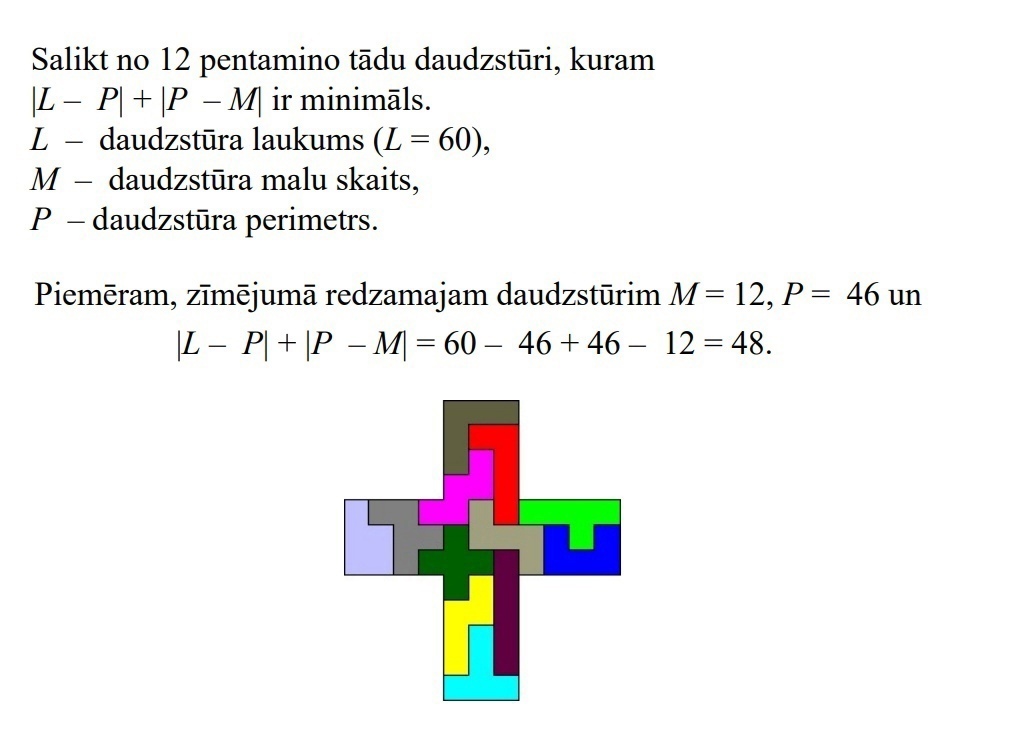 Salikt no 12 pentamino tādu daudzstūri, kuram
|L – P| + |P – M| ir minimāls.
L – daudzstūra laukums (L = 60),
M – daudzstūra malu skaits,
P – daudzstūra perimetrs.
Piemēram, zīmējumā redzamajam daudzstūrim M = 12, P = 46 un
|L – P| + |P – M| = 60 – 46 + 46 – 12 = 48.